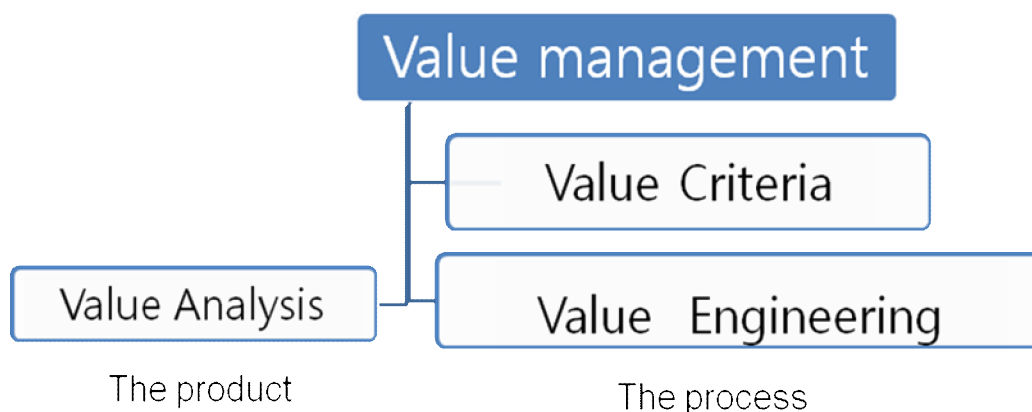 Value management
Value Criteria
Value Analysis
Value Engineering
The product
The process